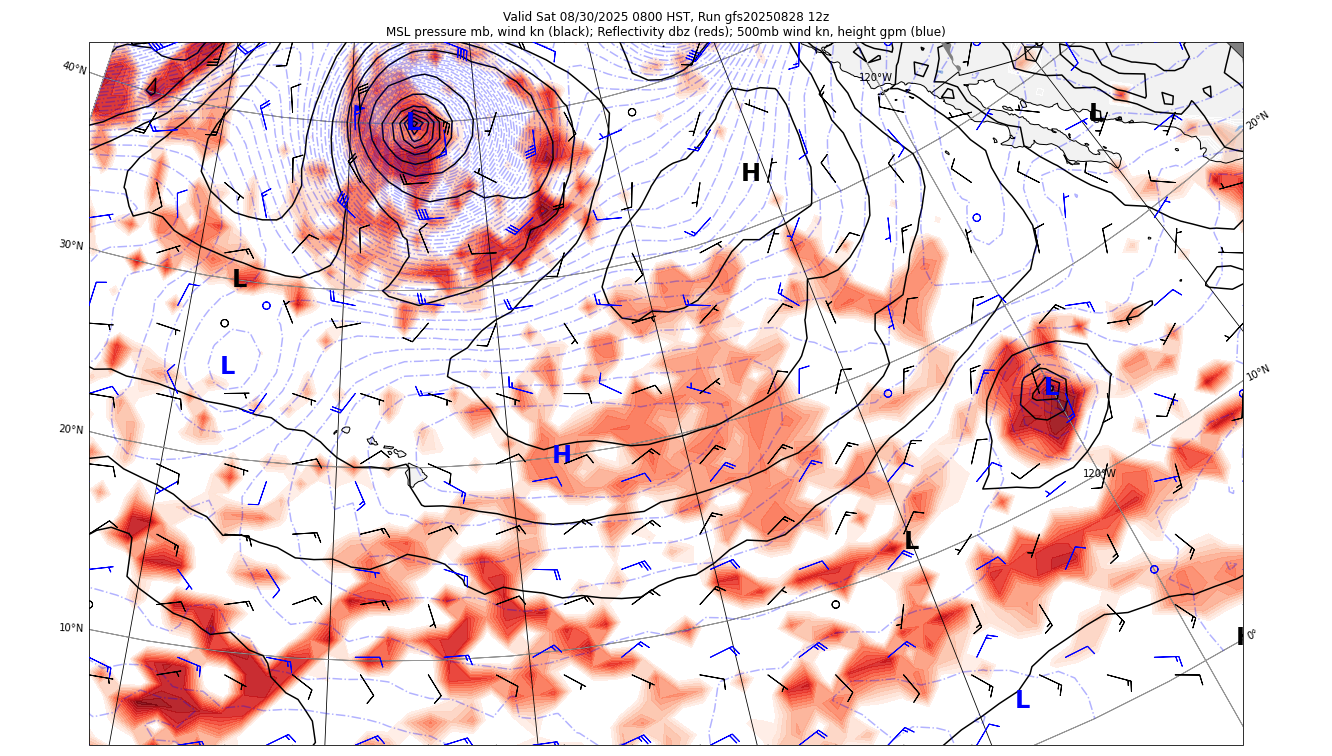 Valid Sat 08/30/2025 0800 HST, Run gfs20250828 12z
MSL pressure mb, wind kn (black); Reflectivity dbz (reds); 500mb wind kn, height gpm (blue)
40°N
120°W
L
L
20°N
H
30°N
L
L
10°N
L
20°N
H
120°W
L
10°N
0°
L